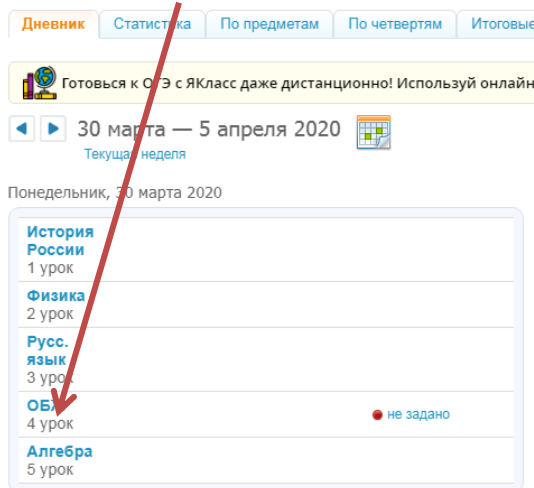 Дневник Статистика По предметам По четвертям Итоговые
Готовься к ОГЭ с ЯКласс даже дистанционно! Используй онлайн
30 марта — 5 апреля 2020
Текущая неделя
Понедельник, 30 марта 2020
История
России
1 урок
Физика
2 урок
Русс.
язык
3 урок
ОБЖ
не задано
4 урок
Алгебра
5 урок